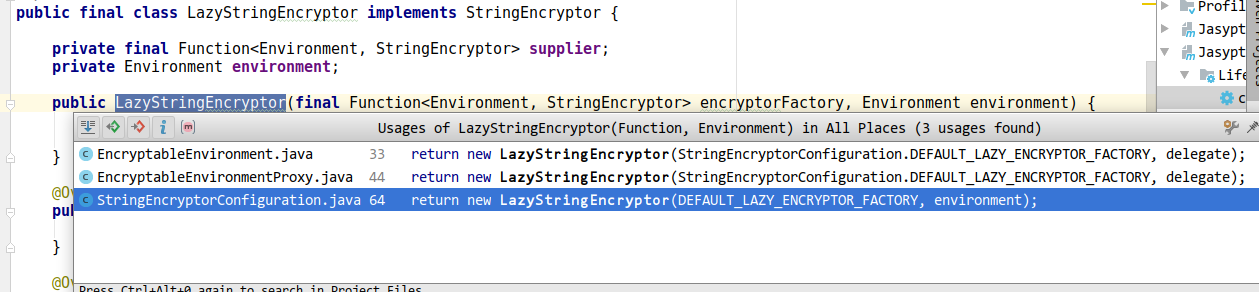 public final class LazyStringEncryptor implements StringEncryptor {
private final Function<Environment, StringEncryptor> supplier;
private Environment environment;
public LazyStringEncryptor(final Function<Environment, StringEncryptor> encryptorFactory, Environment environment) {
Usages of LazyStringEncryptor(Function, Environment) in All Places (3 usages found)
EncryptableEnvironment.java 33 return new LazyStringEncryptor(StringEncryptorConfiguration.DEFAULT_LAZY_ENCRYPTOR_FACTORY, delegate);
}
EncryptableEnvironmentProxy.java 44 return new LazyStringEncryptor(StringEncryptorConfiguration.DEFAULT_LAZY_ENCRYPTOR_FACTORY, delegate);
@Ov
StringEncryptorConfiguration.java 64 return new LazyStringEncryptor(DEFAULT_LAZY_ENCRYPTOR_FACTORY, environment);
pub
}
@Ov
Press Ctrl+Alt+0 again to search in Project Files
Profil
Jasypt
Jasypt
Life
c